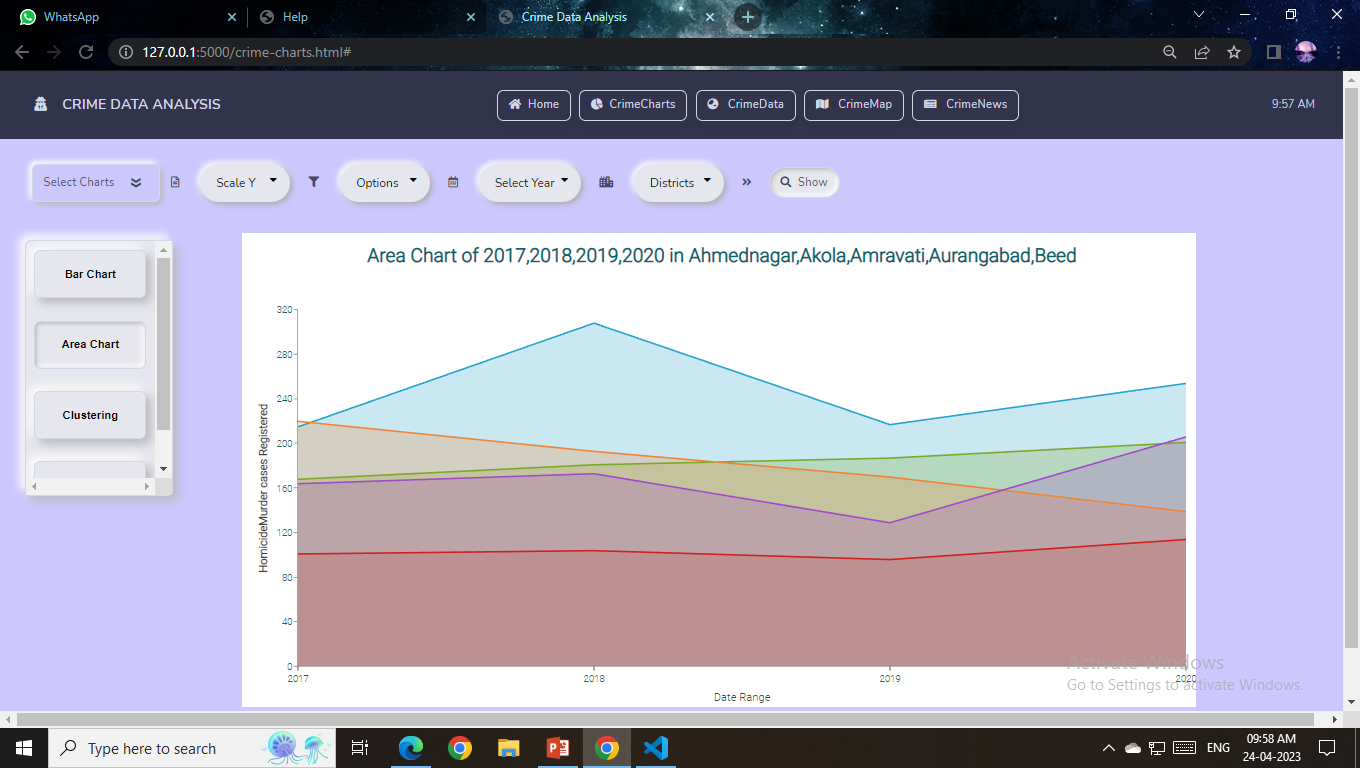 WhatsApp
Help
Crime Data Analysis
127.0.0.1:5000/crime-charts.html#
CRIME DATA ANALYSIS
Home
CrimeCharts
CrimeData
CrimeMap
CrimeNews
9:57 AM
Select Charts
Scale Y
Options
Select Year
Districts
Show
Bar Chart
Area Chart
Clustering
Area Chart of 2017,2018,2019,2020 in Ahmednagar,Akola,Amravati,Aurangabad,Beed
HomicideMurder cases Registered
320
280
240
200
160
120
80
40
0
2017
2018
2019
2020
Date Range
Activate Windows
Go to Settings to activate Windows.
Type here to search
ENG
09:58 AM
24-04-2023